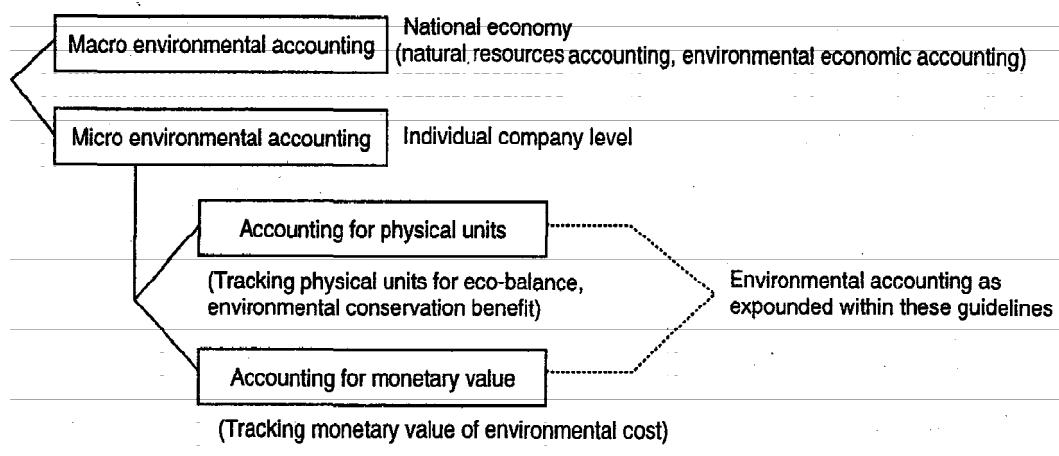 Macro environmental accounting
National economy
(natural resources accounting, environmental economic accounting)
Micro environmental accounting
Individual company level
Accounting for physical units
(Tracking physical units for eco-balance,
environmental conservation benefit)
Environmental accounting as
expounded within these guidelines
Accounting for monetary value
(Tracking monetary value of environmental cost)